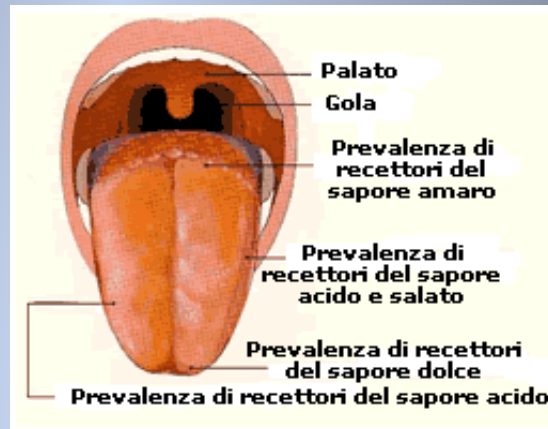 Palato
Gola
Prevalenza di
recettori del
sapore amaro
Prevalenza di
recettori del sapore
acido e salato
Prevalenza di recettori
del sapore dolce
Prevalenza di recettori del sapore acido